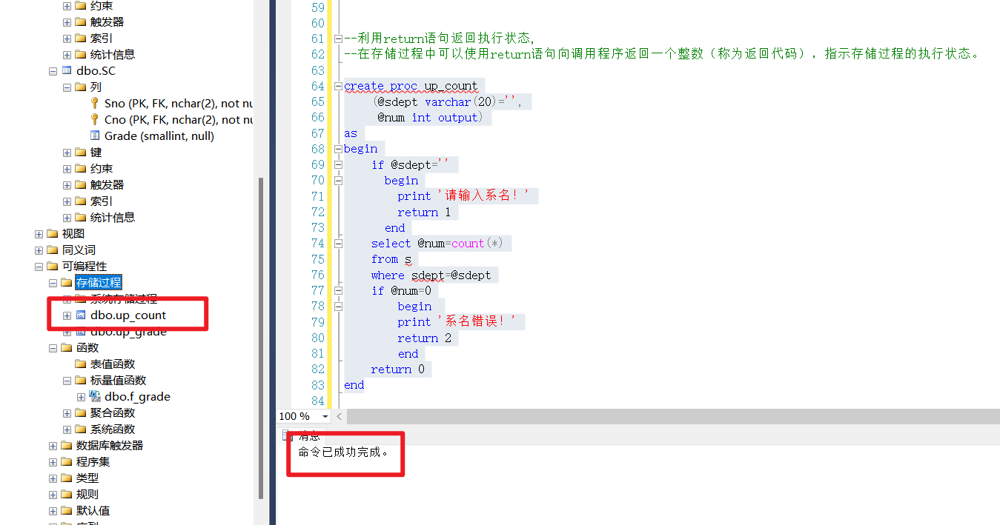 约束
触发器
索引
统计信息
dbo.SC
列
Sno (PK, FK, nchar(2), not nu
Cno (PK, FK, nchar(2), not nu
Grade (smallint, null)
键
约束
触发器
索引
统计信息
视图
同义词
可编程性
存储过程
系统存储过程
dbo.up_count
dbo.up_grade
函数
表值函数
标量值函数
dbo.f_grade
聚合函数
系统函数
数据库触发器
程序集
类型
规则
默认值
59
60
61 --利用return语句返回执行状态,
62 --在存储过程中可以使用return语句向调用程序返回一个整数（称为返回代码）, 指示存储过程的执行状态。
63
64 create proc up_count
65 (@sdept varchar(20)='',
66 @num int output)
67 as
68 begin
69 if @sdept=''
70 begin
71 print '请输入系名！'
72 return 1
73 end
74 select @num=count(*)
75 from s
76 where sdept=@sdept
77 if @num=0
78 begin
79 print '系名错误！'
80 return 2
81 end
82 return 0
83 end
84
100 %
消息
命令已成功完成。